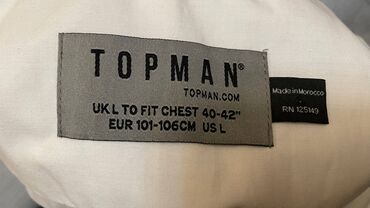 TOPMAN®
TOPMAN.COM
UK L TO FIT CHEST 40-42"
EUR 101-106CM US L
Made in Morocco
RN 125149